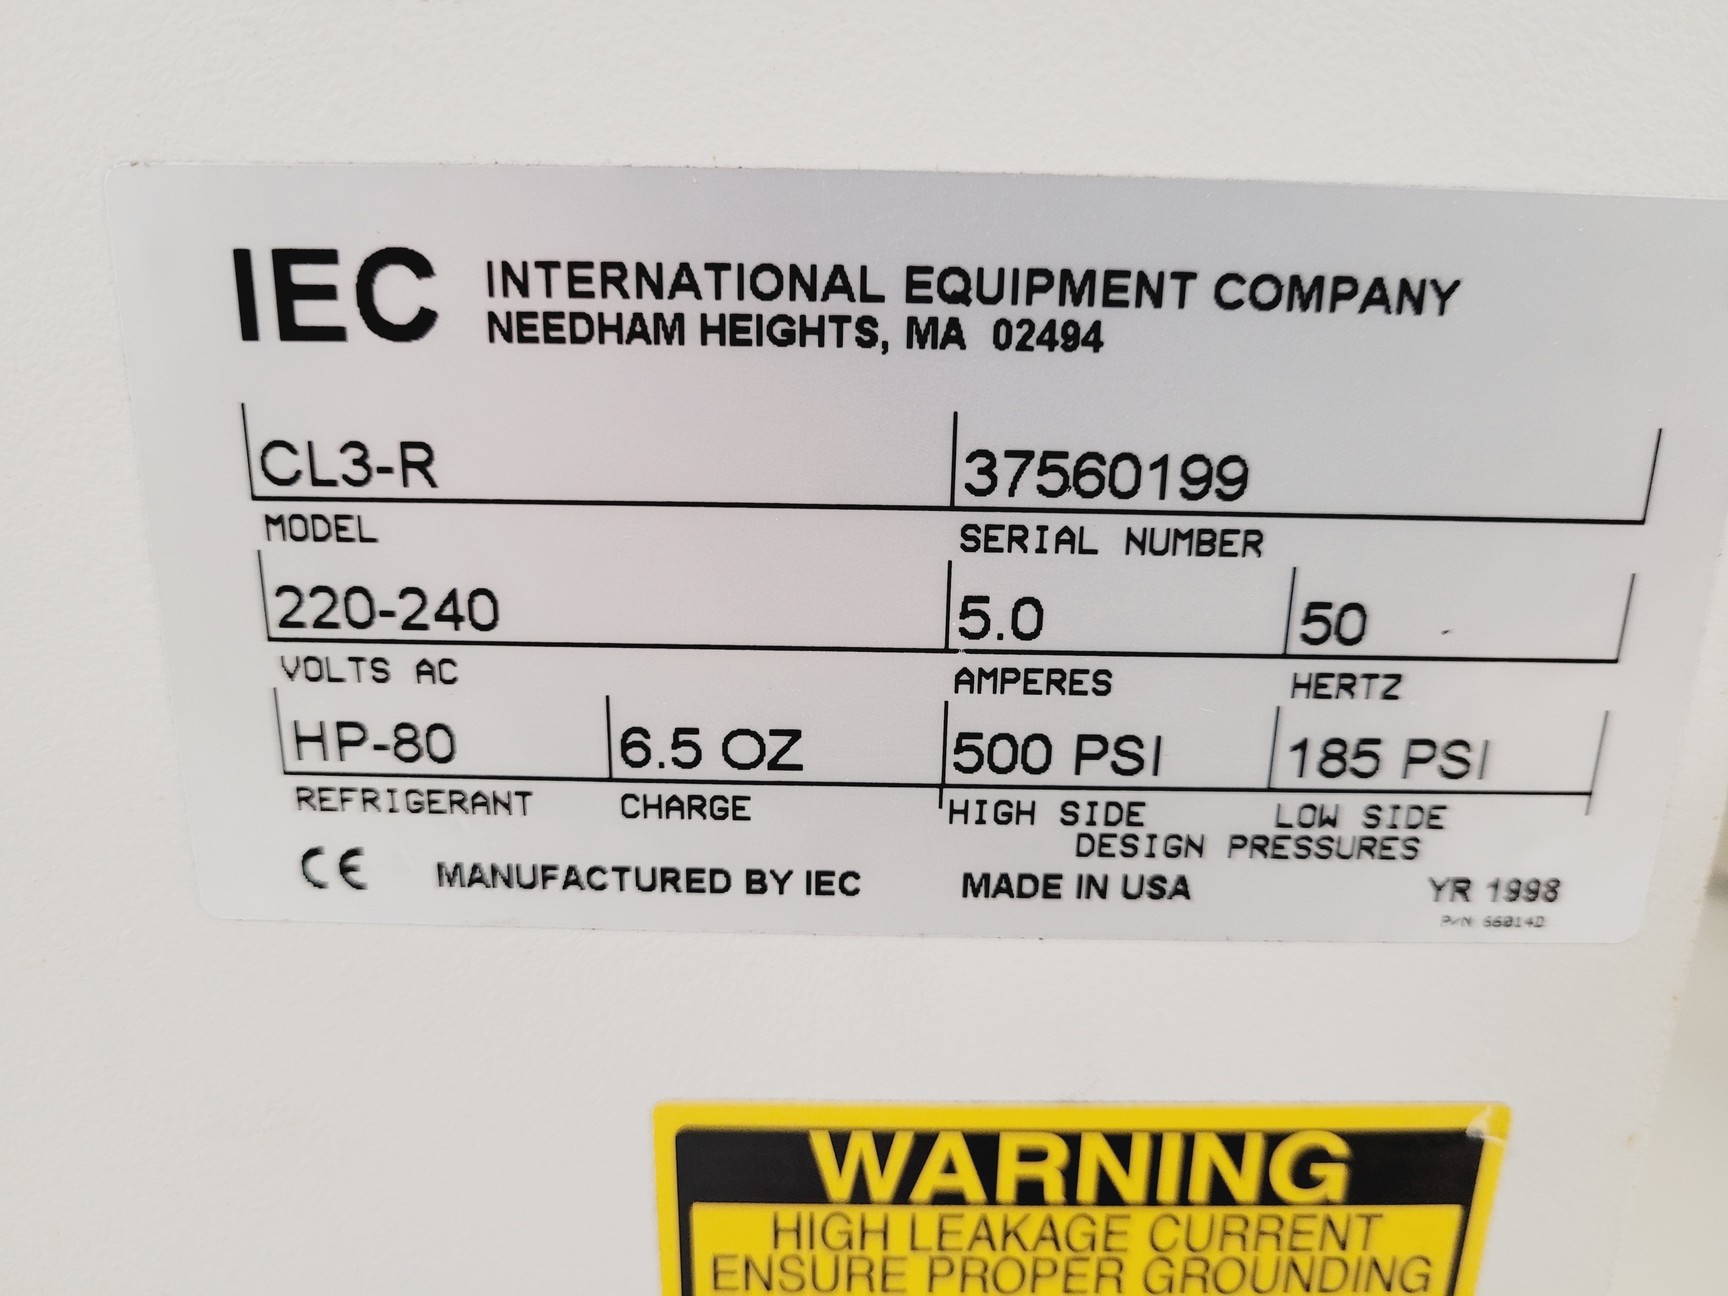 IEC INTERNATIONAL EQUIPMENT COMPANY
NEEDHAM HEIGHTS, MA 02494
CL3-R 37560199
MODEL SERIAL NUMBER
220-240 5.0 50
VOLTS AC AMPERES HERTZ
HP-80 6.5 OZ 500 PSI 185 PSI
REFRIGERANT CHARGE HIGH SIDE LOW SIDE
DESIGN PRESSURES
CE MANUFACTURED BY IEC MADE IN USA YR 1998
P/N 66014D
WARNING
HIGH LEAKAGE CURRENT
ENSURE PROPER GROUNDING